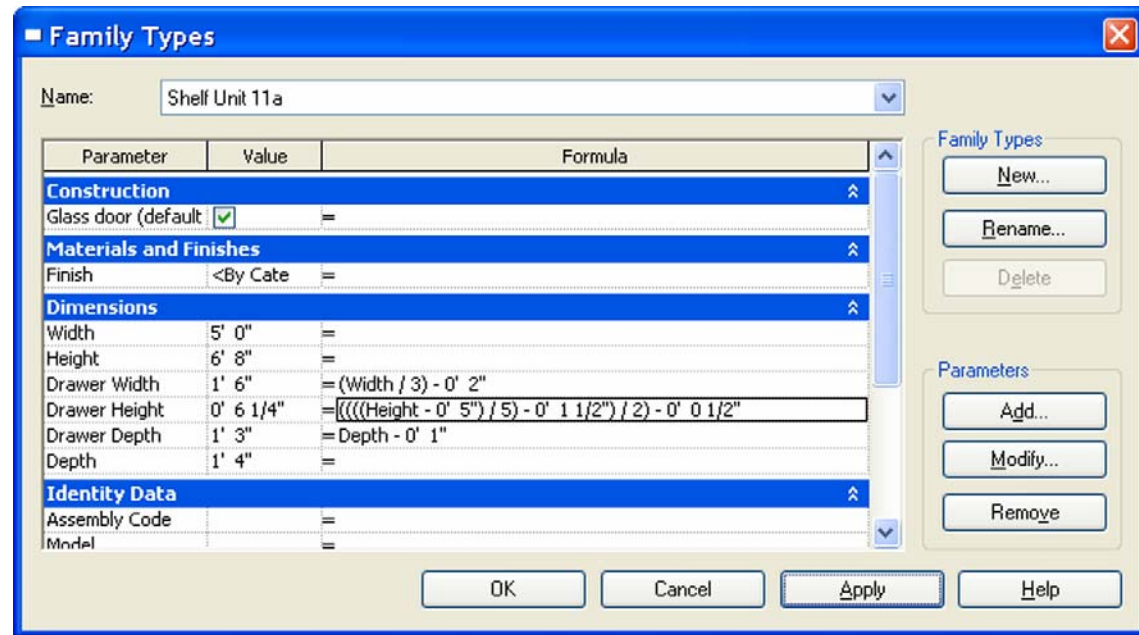 Family Types
Name: Shelf Unit 11a
Parameter Value Formula
Construction
Glass door (default =
Materials and Finishes
Finish <By Cate =
Dimensions
Width 5' 0" =
Height 6' 8" =
Drawer Width 1' 6" = (Width / 3) - 0' 2"
Drawer Height 0' 6 1/4" =((((Height - 0' 5") / 5) - 0' 1 1/2") / 2) - 0' 0 1/2"
Drawer Depth 1' 3" = Depth - 0' 1"
Depth 1' 4" =
Identity Data
Assembly Code =
Model =
Family Types
New...
Rename...
Delete
Parameters
Add...
Modify...
Remove
OK Cancel Apply Help